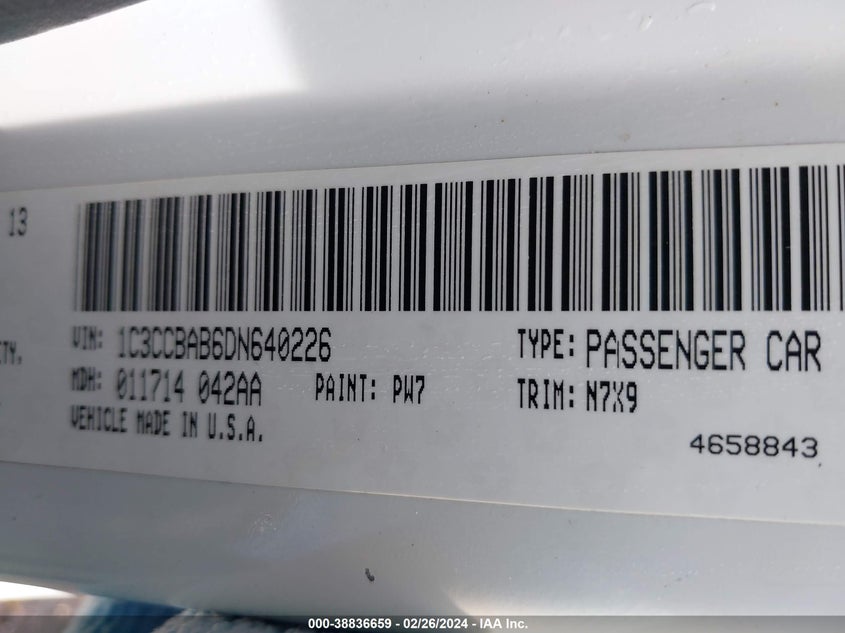 13
VIN: 1C3CCBAB6DN640226 TYPE: PASSENGER CAR
MDH: 011714 042AA PAINT: PW7 TRIM: N7X9
VEHICLE MADE IN U.S.A.
4658843
000-38836659 - 02/26/2024 - IAA Inc.